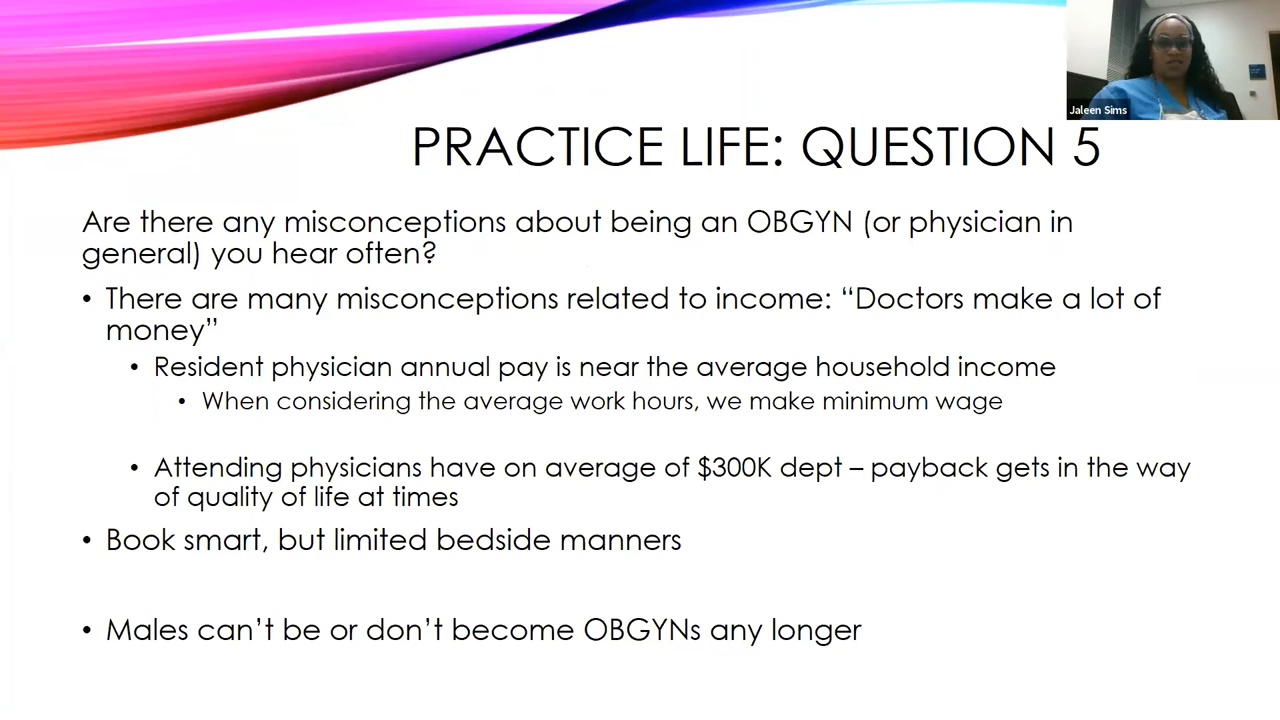 Jaleen Sims
PRACTICE LIFE: QUESTION 5
Are there any misconceptions about being an OBGYN (or physician in
general) you hear often?
• There are many misconceptions related to income: “Doctors make a lot of
money”
• Resident physician annual pay is near the average household income
• When considering the average work hours, we make minimum wage
• Attending physicians have on average of $300K dept – payback gets in the way
of quality of life at times
• Book smart, but limited bedside manners
• Males can’t be or don’t become OBGYNs any longer